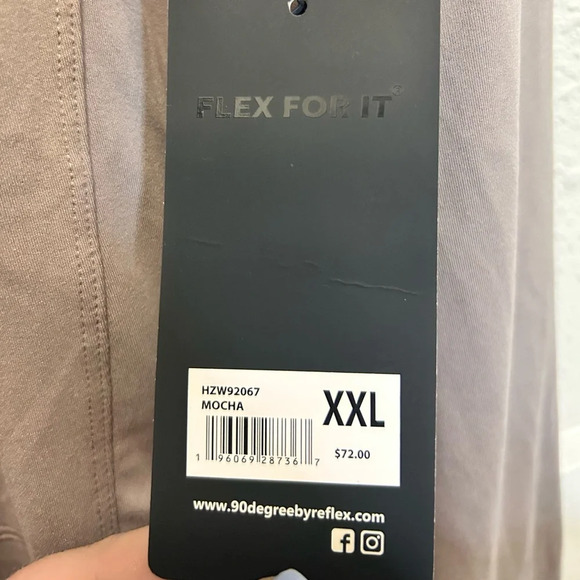 FLEX FOR IT®
HZW92067
MOCHA
XXL
1 96069 28736 7
$72.00
www.90degreebyreflex.com